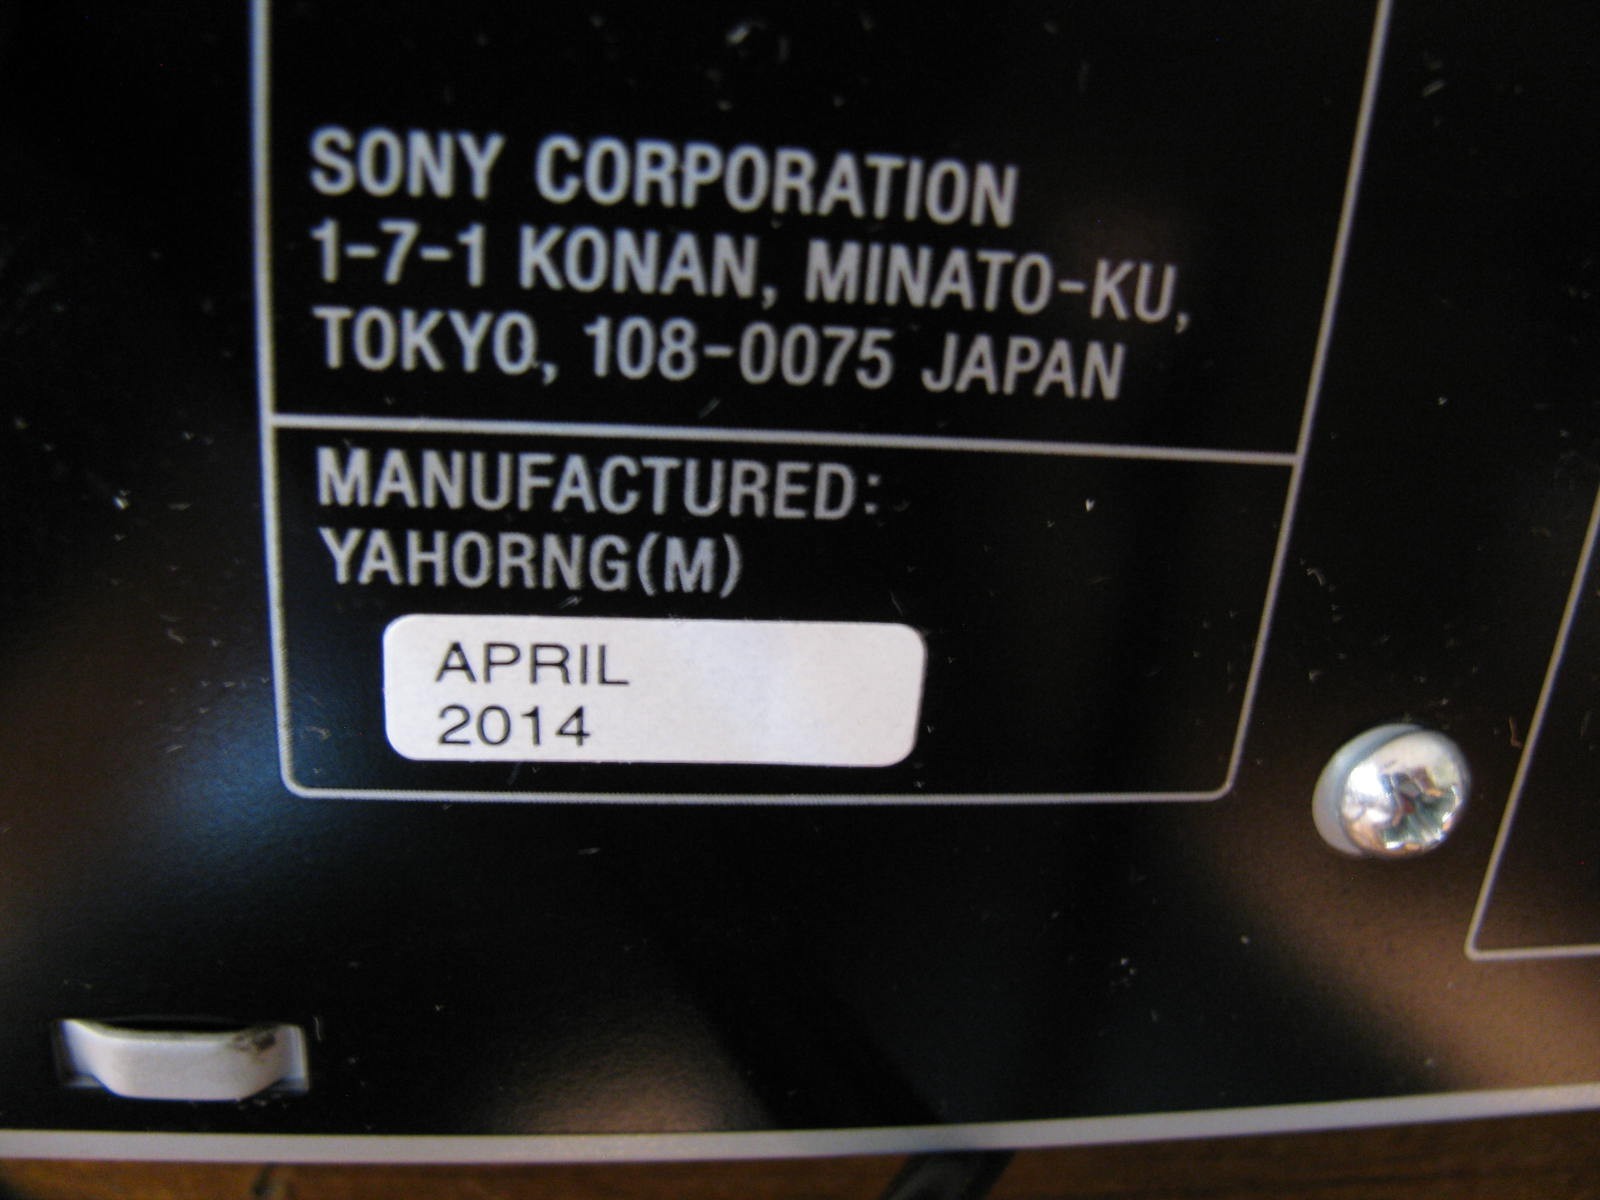 SONY CORPORATION
1-7-1 KONAN, MINATO-KU,
TOKYO, 108-0075 JAPAN
MANUFACTURED:
YAHORNG(M)
APRIL
2014